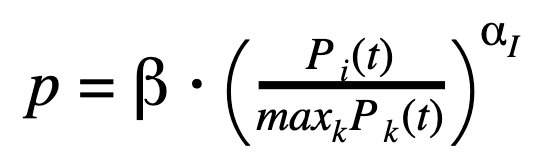 p = β · (P_i(t) / max_k P_k(t))^{α_I}